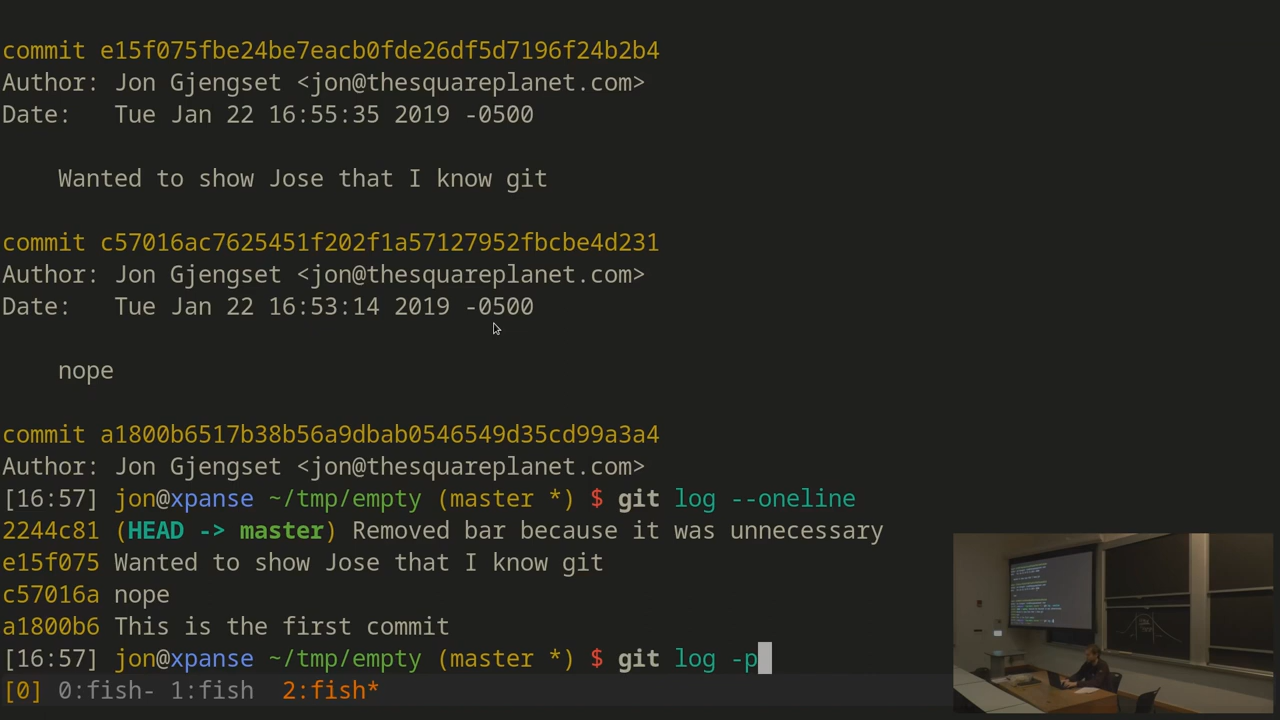 commit e15f075fbe24be7eacb0fde26df5d7196f24b2b4
Author: Jon Gjengset <jon@thesquareplanet.com>
Date:   Tue Jan 22 16:55:35 2019 -0500
Wanted to show Jose that I know git
commit c57016ac7625451f202f1a57127952fbcbe4d231
Author: Jon Gjengset <jon@thesquareplanet.com>
Date:   Tue Jan 22 16:53:14 2019 -0500
nope
commit a1800b6517b38b56a9dbab0546549d35cd99a3a4
Author: Jon Gjengset <jon@thesquareplanet.com>
[16:57] jon@xpanse ~/tmp/empty (master *) $ git log --oneline
2244c81 (HEAD -> master) Removed bar because it was unnecessary
e15f075 Wanted to show Jose that I know git
c57016a nope
a1800b6 This is the first commit
[16:57] jon@xpanse ~/tmp/empty (master *) $ git log -p
[0] 0:fish- 1:fish  2:fish*